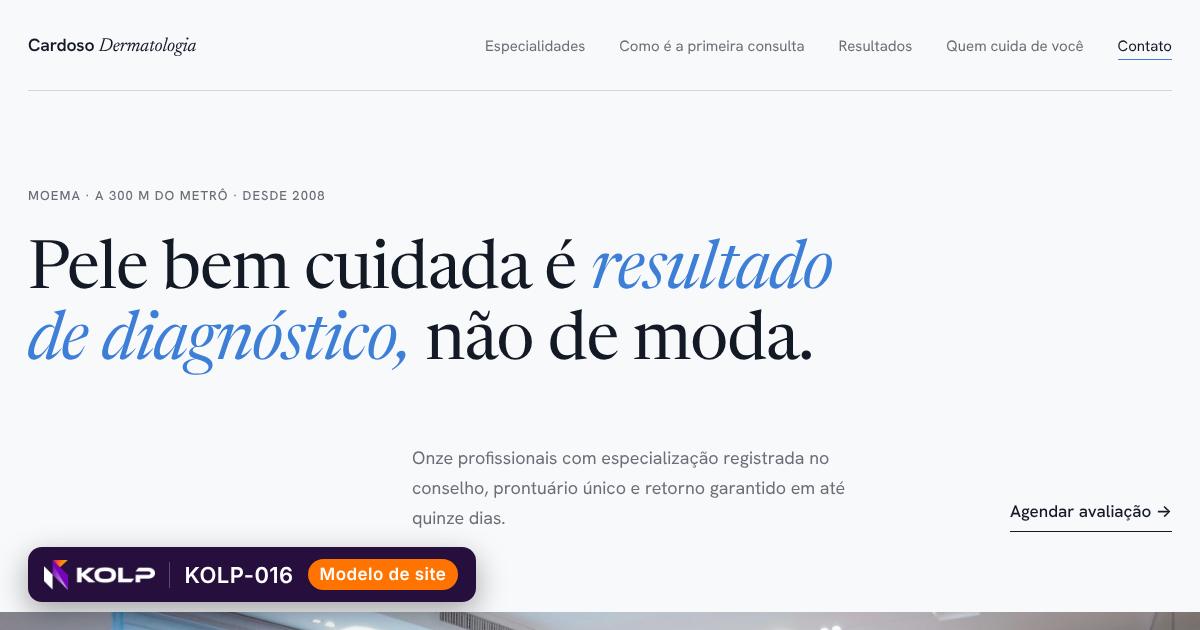 Cardoso Dermatologia
Especialidades
Como é a primeira consulta
Resultados
Quem cuida de você
Contato
MOEMA · A 300 M DO METRÔ · DESDE 2008
Pele bem cuidada é resultado
de diagnóstico, não de moda.
Onze profissionais com especialização registrada no
conselho, prontuário único e retorno garantido em até
quinze dias.
Agendar avaliação →
KOLP
KOLP-016
Modelo de site